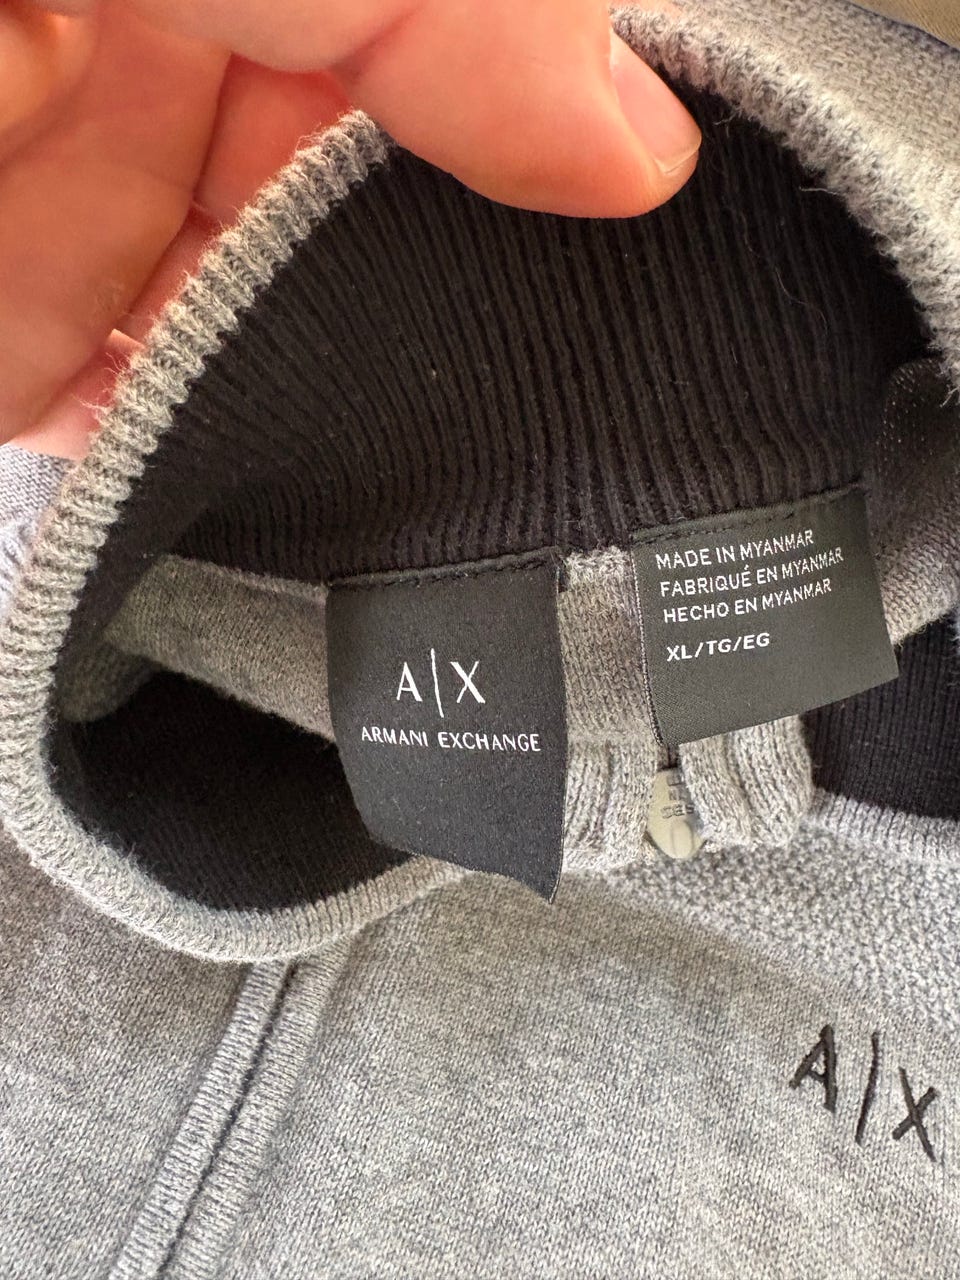 A|X
ARMANI EXCHANGE
MADE IN MYANMAR
FABRIQUÉ EN MYANMAR
HECHO EN MYANMAR
XL/TG/EG
A/X